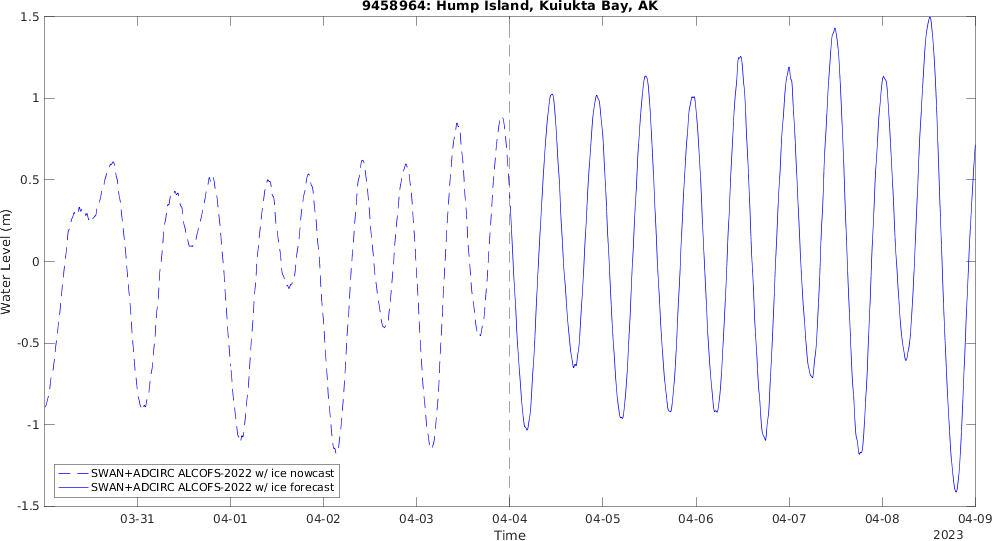 9458964: Hump Island, Kuiukta Bay, AK
1.5
1
0.5
0
-0.5
-1
-1.5
Water Level (m)
SWAN+ADCIRC ALCOFS-2022 w/ ice nowcast
SWAN+ADCIRC ALCOFS-2022 w/ ice forecast
03-31 04-01 04-02 04-03 04-04 04-05 04-06 04-07 04-08 04-09
Time
2023